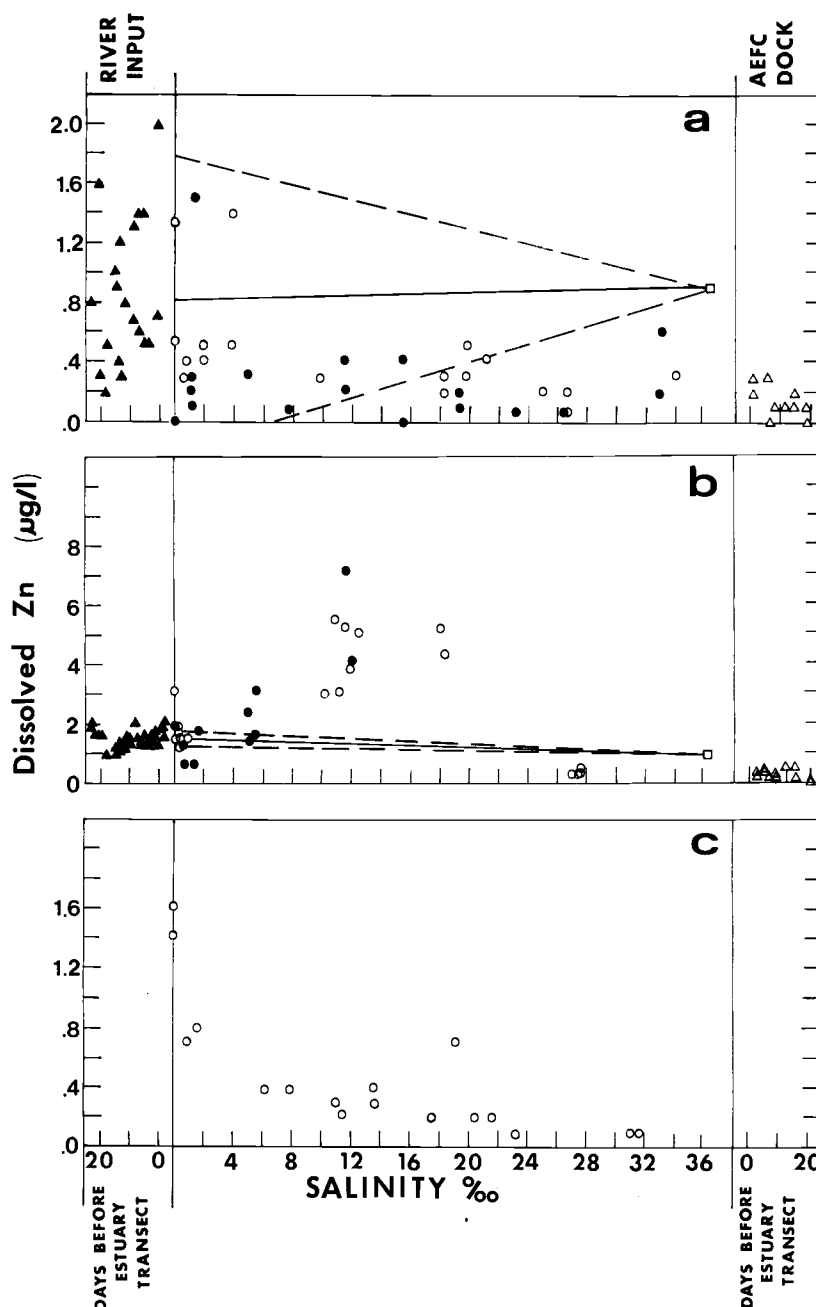 RIVER INPUT
AEFC DOCK
a
2.0
1.6
1.2
.8
.4
.0
b
8
6
4
2
0
Dissolved Zn (µg/l)
c
1.6
1.2
.8
.4
.0
20 0 4 8 12 16 20 24 28 32 36 0 20
SALINITY ‰
DAYS BEFORE ESTUARY TRANSECT
DAYS BEFORE ESTUARY TRANSECT